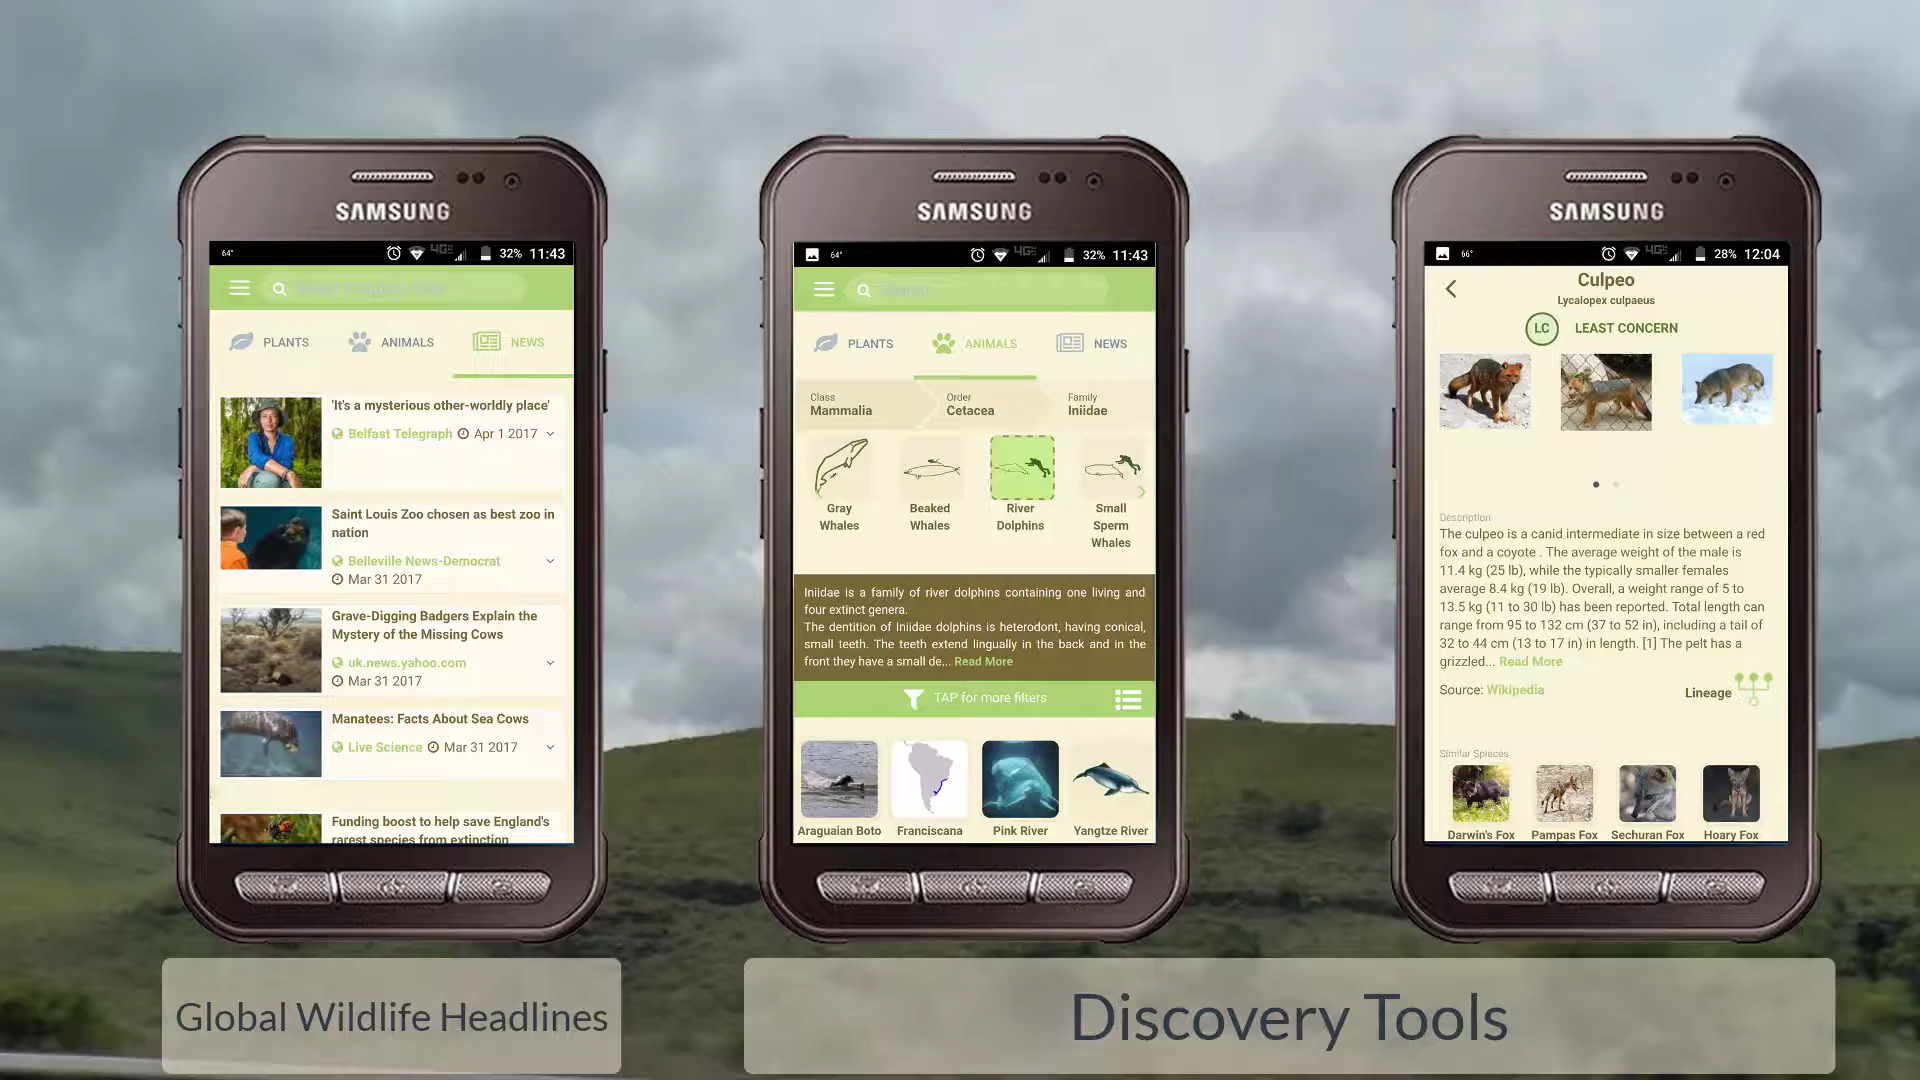 SAMSUNG
64°
4G
32%
11:43
PLANTS
ANIMALS
NEWS
'It's a mysterious other-worldly place'
Belfast Telegraph
Apr 1 2017
Saint Louis Zoo chosen as best zoo in
nation
Belleville News-Democrat
Mar 31 2017
Grave-Digging Badgers Explain the
Mystery of the Missing Cows
uk.news.yahoo.com
Mar 31 2017
Manatees: Facts About Sea Cows
Live Science
Mar 31 2017
Funding boost to help save England's
rarest species from extinction
Global Wildlife Headlines
SAMSUNG
64°
4G
32%
11:43
Search
PLANTS
ANIMALS
NEWS
Class
Mammalia
Order
Cetacea
Family
Iniidae
Gray
Whales
Beaked
Whales
River
Dolphins
Small
Sperm
Whales
Iniidae is a family of river dolphins containing one living and
four extinct genera.
The dentition of Iniidae dolphins is heterodont, having conical,
small teeth. The teeth extend lingually in the back and in the
front they have a small de... Read More
TAP for more filters
Araguaian Boto
Franciscana
Pink River
Yangtze River
SAMSUNG
66°
4G
28%
12:04
Culpeo
Lycalopex culpaeus
LC
LEAST CONCERN
Description
The culpeo is a canid intermediate in size between a red
fox and a coyote . The average weight of the male is
11.4 kg (25 lb), while the typically smaller females
average 8.4 kg (19 lb). Overall, a weight range of 5 to
13.5 kg (11 to 30 lb) has been reported. Total length can
range from 95 to 132 cm (37 to 52 in), including a tail of
32 to 44 cm (13 to 17 in) in length. [1] The pelt has a
grizzled... Read More
Source: Wikipedia
Lineage
Similar Spieces
Darwin's Fox
Pampas Fox
Sechuran Fox
Hoary Fox
Discovery Tools